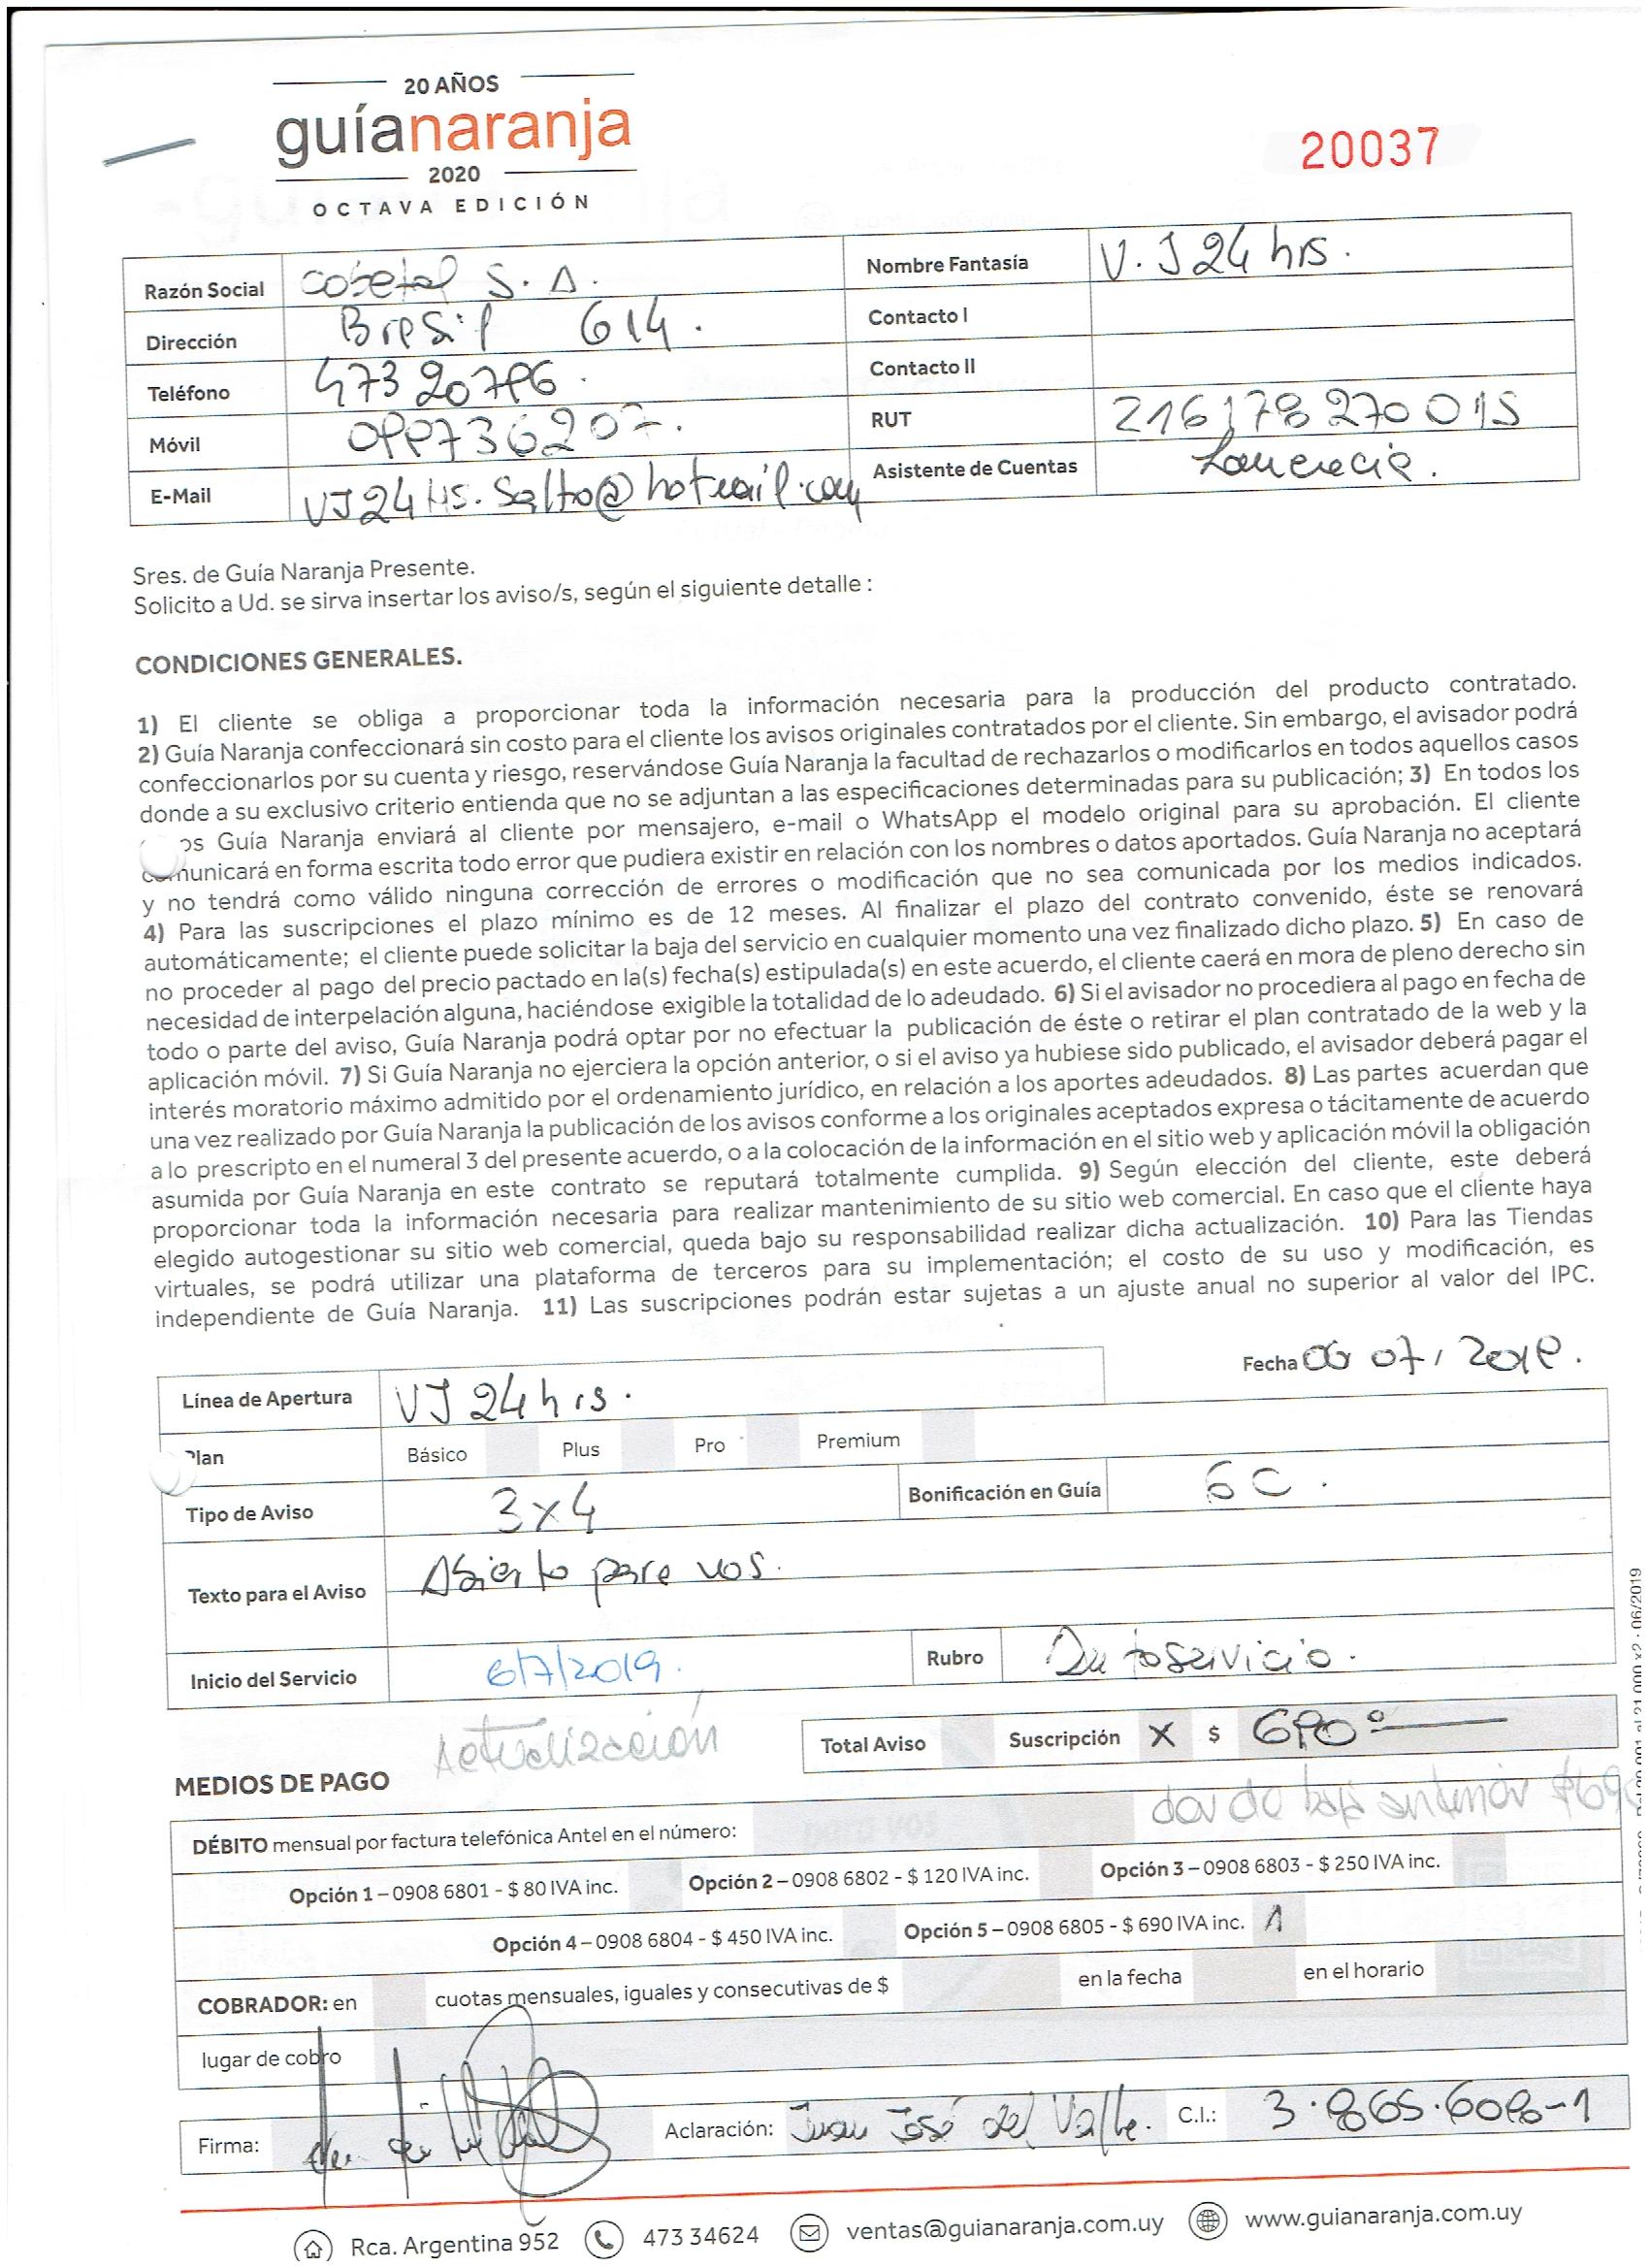 20 AÑOS
guíanaranja
2020
OCTAVA EDICIÓN
20037
Razón Social
S. A.
Nombre Fantasía V. J 24 hrs.
Dirección Brasil 614.
Contacto I
Teléfono 473 20796.
Contacto II
Móvil 099736207.
RUT 216178270015
E-Mail VJ24Hs.Salto@hotmail.com
Asistente de Cuentas
Sres. de Guía Naranja Presente.
Solicito a Ud. se sirva insertar los aviso/s, según el siguiente detalle :
CONDICIONES GENERALES.
1) El cliente se obliga a proporcionar toda la información necesaria para la producción del producto contratado.
2) Guía Naranja confeccionará sin costo para el cliente los avisos originales contratados por el cliente. Sin embargo, el avisador podrá
confeccionarlos por su cuenta y riesgo, reservándose Guía Naranja la facultad de rechazarlos o modificarlos en todos aquellos casos
donde a su exclusivo criterio entienda que no se adjuntan a las especificaciones determinadas para su publicación; 3) En todos los
os Guía Naranja enviará al cliente por mensajero, e-mail o WhatsApp el modelo original para su aprobación. El cliente
comunicará en forma escrita todo error que pudiera existir en relación con los nombres o datos aportados. Guía Naranja no aceptará
y no tendrá como válido ninguna corrección de errores o modificación que no sea comunicada por los medios indicados.
4) Para las suscripciones el plazo mínimo es de 12 meses. Al finalizar el plazo del contrato convenido, éste se renovará
automáticamente; el cliente puede solicitar la baja del servicio en cualquier momento una vez finalizado dicho plazo. 5) En caso de
no proceder al pago del precio pactado en la(s) fecha(s) estipulada(s) en este acuerdo, el cliente caerá en mora de pleno derecho sin
necesidad de interpelación alguna, haciéndose exigible la totalidad de lo adeudado. 6) Si el avisador no procediera al pago en fecha de
todo o parte del aviso, Guía Naranja podrá optar por no efectuar la publicación de éste o retirar el plan contratado de la web y la
aplicación móvil. 7) Si Guía Naranja no ejerciera la opción anterior, o si el aviso ya hubiese sido publicado, el avisador deberá pagar el
interés moratorio máximo admitido por el ordenamiento jurídico, en relación a los aportes adeudados. 8) Las partes acuerdan que
una vez realizado por Guía Naranja la publicación de los avisos conforme a los originales aceptados expresa o tácitamente de acuerdo
a lo prescripto en el numeral 3 del presente acuerdo, o a la colocación de la información en el sitio web y aplicación móvil la obligación
asumida por Guía Naranja en este contrato se reputará totalmente cumplida. 9) Según elección del cliente, este deberá
proporcionar toda la información necesaria para realizar mantenimiento de su sitio web comercial. En caso que el cliente haya
elegido autogestionar su sitio web comercial, queda bajo su responsabilidad realizar dicha actualización. 10) Para las Tiendas
virtuales, se podrá utilizar una plataforma de terceros para su implementación; el costo de su uso y modificación, es
independiente de Guía Naranja. 11) Las suscripciones podrán estar sujetas a un ajuste anual no superior al valor del IPC.
Fecha 06 07/ 2019.
Línea de Apertura VJ 24 hrs.
Plan Básico Plus Pro Premium
Tipo de Aviso 3x4
Bonificación en Guía 6C.
Texto para el Aviso Abierto para vos.
Inicio del Servicio 6/7/2019.
Rubro Autoservicio.
Actualización
Total Aviso Suscripción X $ 690
MEDIOS DE PAGO
dar de baja anterior $690
DÉBITO mensual por factura telefónica Antel en el número:
Opción 1 – 0908 6801 - $ 80 IVA inc. Opción 2 – 0908 6802 - $ 120 IVA inc. Opción 3 – 0908 6803 - $ 250 IVA inc.
Opción 4 – 0908 6804 - $ 450 IVA inc. Opción 5 – 0908 6805 - $ 690 IVA inc. 1
COBRADOR: en cuotas mensuales, iguales y consecutivas de $ en la fecha en el horario
lugar de cobro
Firma:
Aclaración: Juan José del Valle. C.I.: 3.865.6098-1
Rca. Argentina 952 473 34624 ventas@guianaranja.com.uy www.guianaranja.com.uy